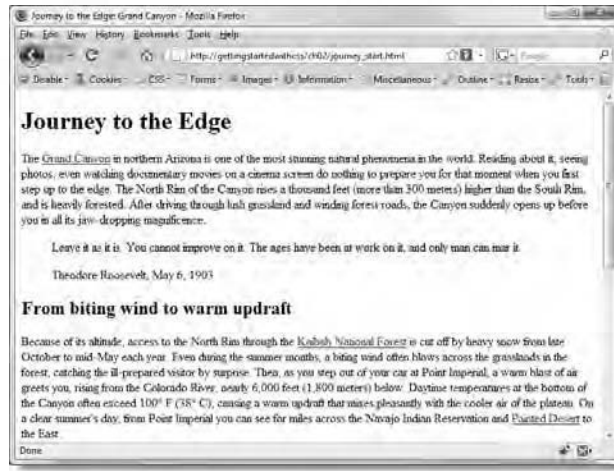 Journey to the Edge: Grand Canyon - Mozilla Firefox
File Edit View History Bookmarks Tools Help
http://gettingstartedwithcss/ch02/journey_start.html
Disable Cookies CSS Forms Images Information Miscellaneous Outline Resize Tools
Journey to the Edge
The Grand Canyon in northern Arizona is one of the most stunning natural phenomena in the world. Reading about it, seeing
photos, even watching documentary movies on a cinema screen do nothing to prepare you for that moment when you first
step up to the edge. The North Rim of the Canyon rises a thousand feet (more than 300 meters) higher than the South Rim,
and is heavily forested. After driving through lush grassland and winding forest roads, the Canyon suddenly opens up before
you in all its jaw-dropping magnificence.
Leave it as it is. You cannot improve on it. The ages have been at work on it, and only man can mar it.
Theodore Roosevelt, May 6, 1903
From biting wind to warm updraft
Because of its altitude, access to the North Rim through the Kaibab National Forest is cut off by heavy snow from late
October to mid-May each year. Even during the summer months, a biting wind often blows across the grasslands in the
forest, catching the ill-prepared visitor by surprise. Then, as you step out of your car at Point Imperial, a warm blast of air
greets you, rising from the Colorado River, nearly 6,000 feet (1,800 meters) below. Daytime temperatures at the bottom of
the Canyon often exceed 100° F (38° C), causing a warm updraft that mixes pleasantly with the cooler air of the plateau. On
a clear summer's day, from Point Imperial you can see for miles across the Navajo Indian Reservation and Painted Desert to
the East.
Done